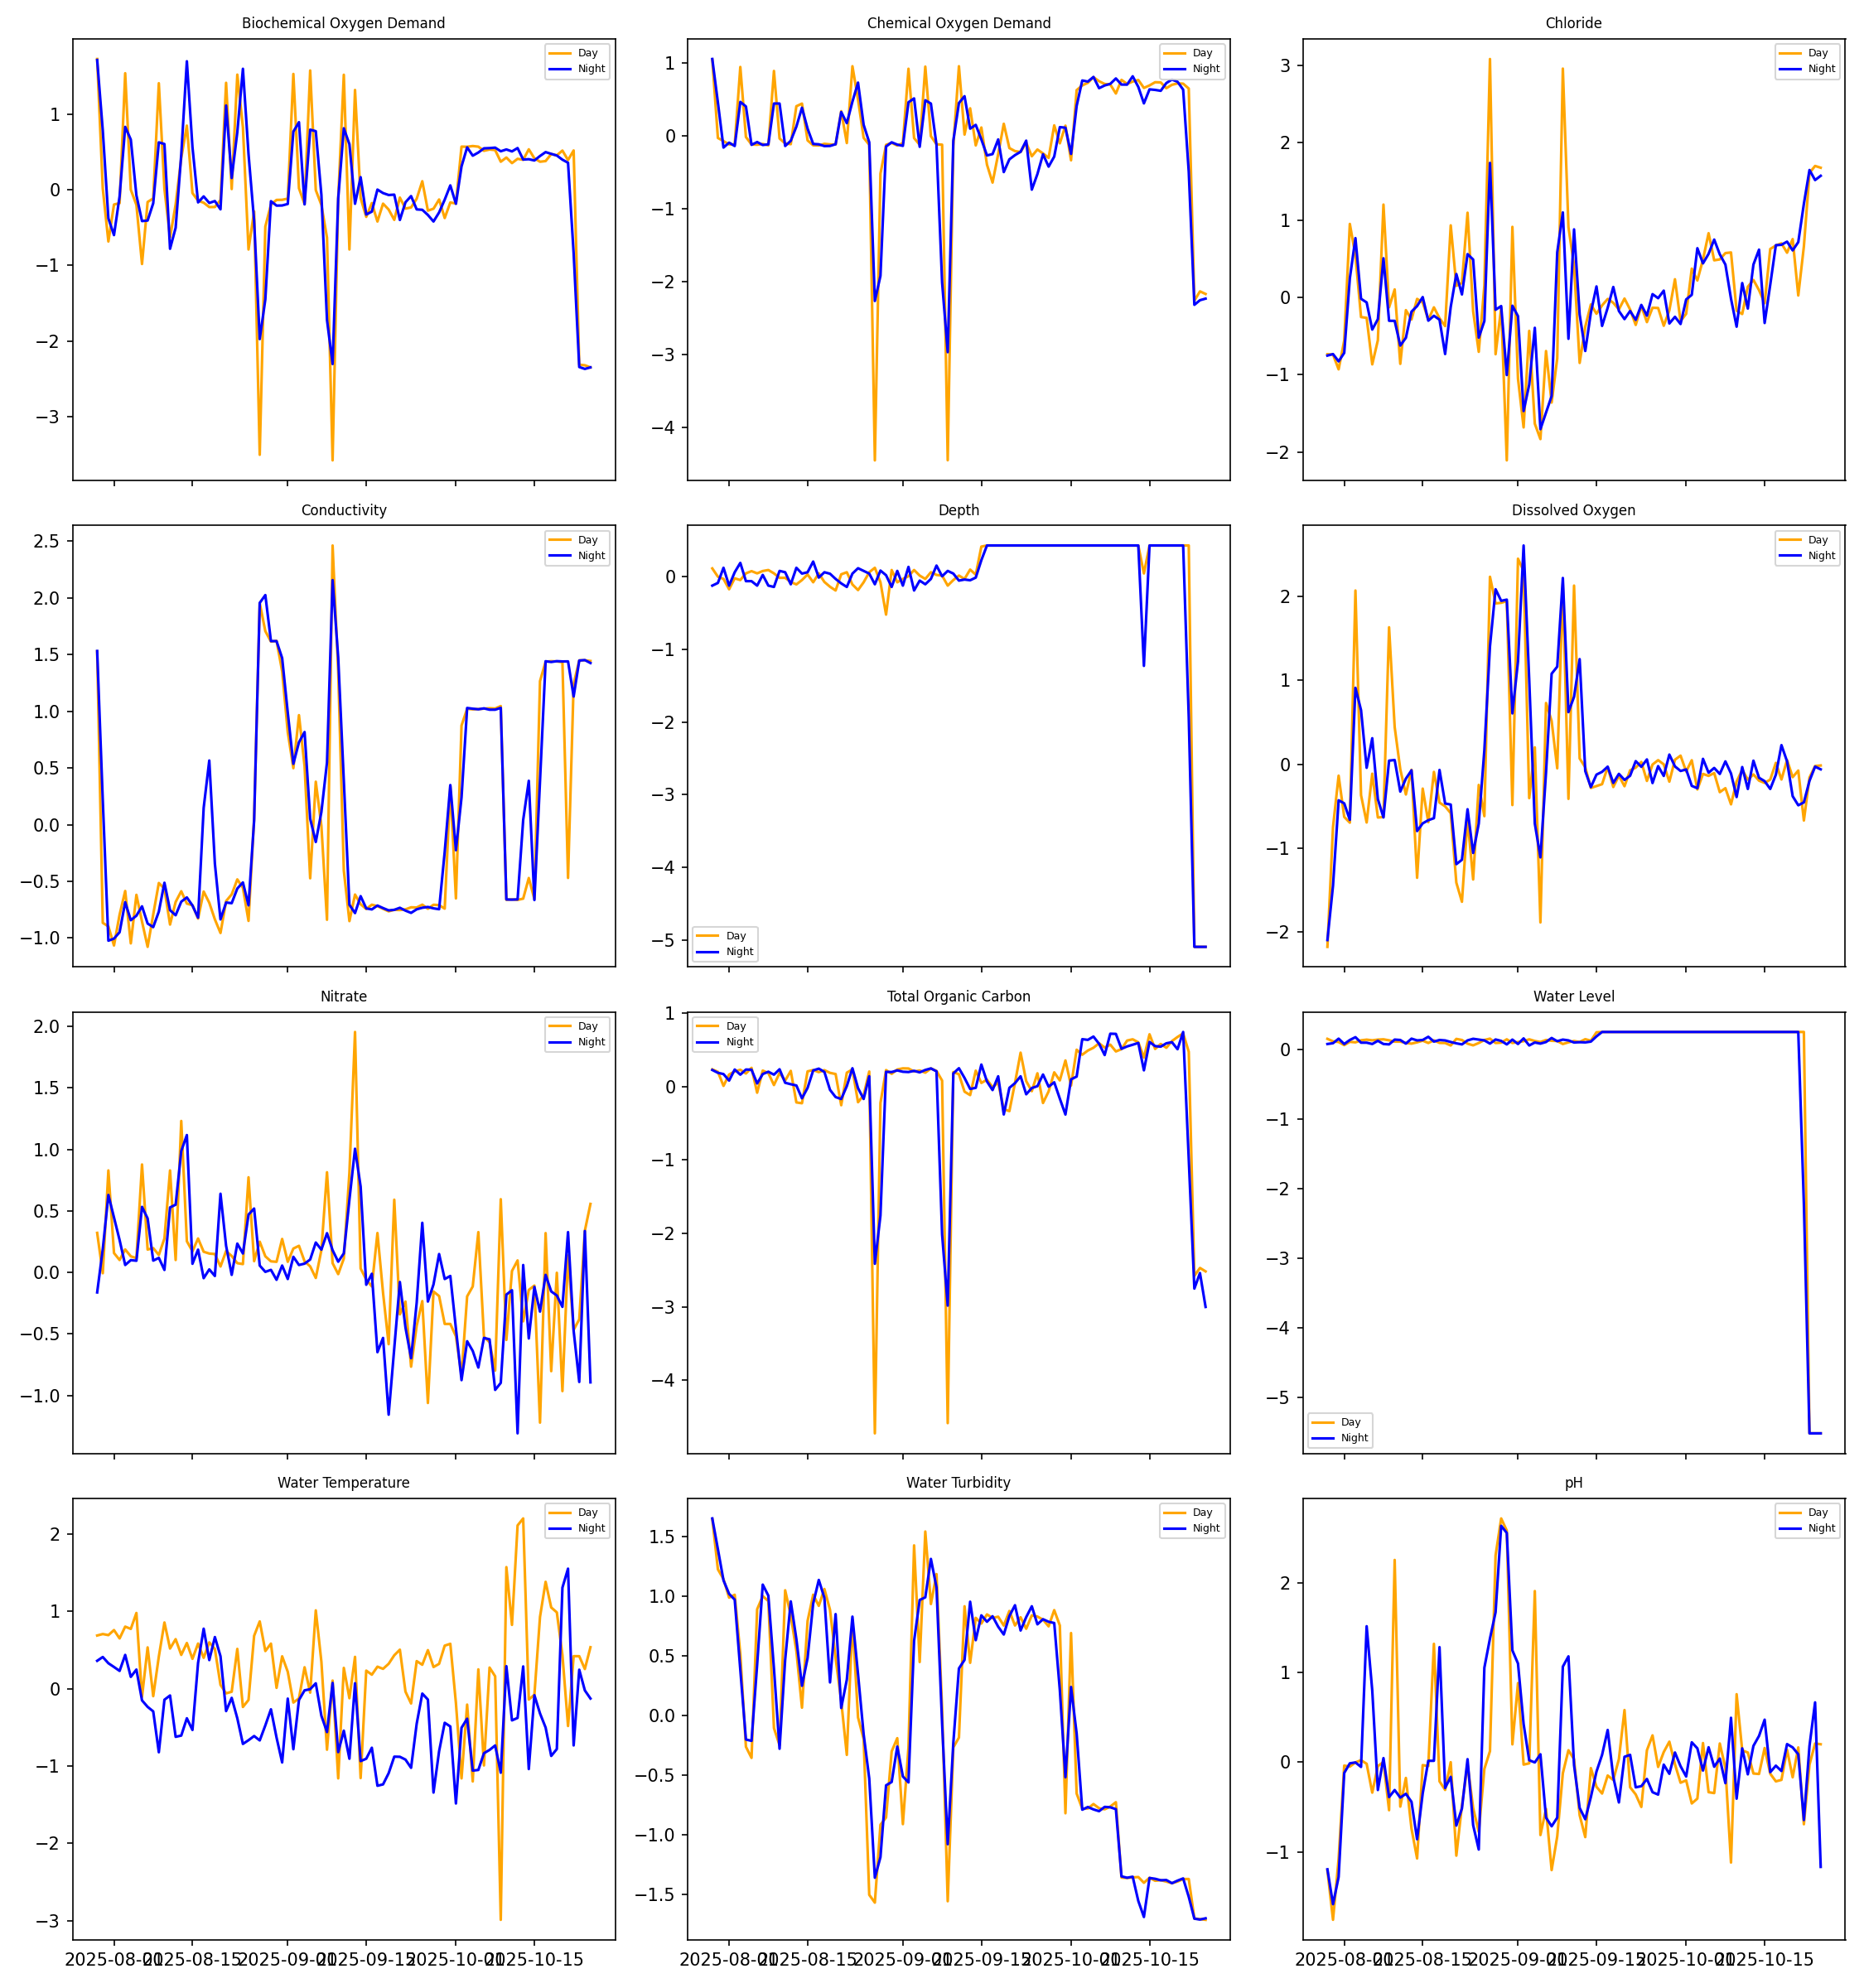 Biochemical Oxygen Demand
Day
Night
1
0
−1
−2
−3
Chemical Oxygen Demand
Day
Night
1
0
−1
−2
−3
−4
Chloride
Day
Night
3
2
1
0
−1
−2
Conductivity
Day
Night
2.5
2.0
1.5
1.0
0.5
0.0
−0.5
−1.0
Depth
0
−1
−2
−3
−4
−5
Day
Night
Dissolved Oxygen
Day
Night
2
1
0
−1
−2
Nitrate
Day
Night
2.0
1.5
1.0
0.5
0.0
−0.5
−1.0
Total Organic Carbon
Day
Night
1
0
−1
−2
−3
−4
Water Level
0
−1
−2
−3
−4
−5
Day
Night
Water Temperature
Day
Night
2
1
0
−1
−2
−3
2025-08-01 2025-08-15 2025-09-01 2025-09-15 2025-10-01 2025-10-15
Water Turbidity
Day
Night
1.5
1.0
0.5
0.0
−0.5
−1.0
−1.5
2025-08-01 2025-08-15 2025-09-01 2025-09-15 2025-10-01 2025-10-15
pH
Day
Night
2
1
0
−1
2025-08-01 2025-08-15 2025-09-01 2025-09-15 2025-10-01 2025-10-15